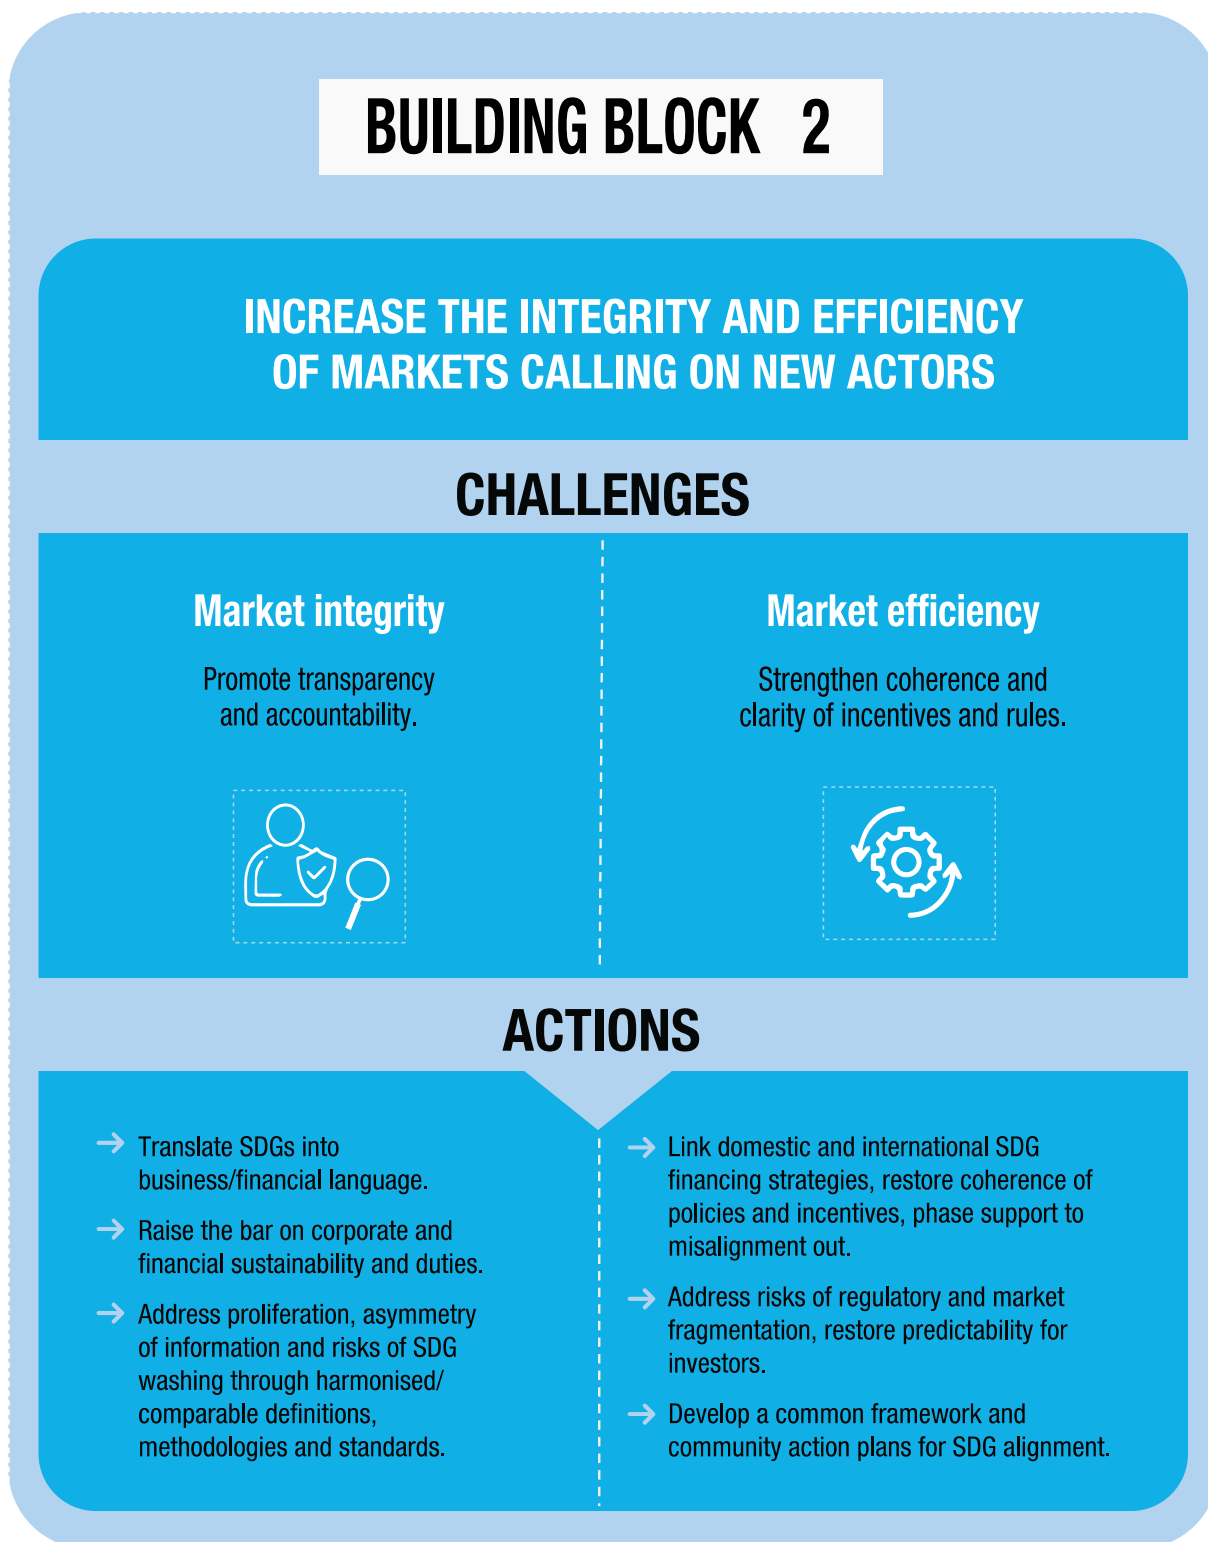 BUILDING BLOCK 2
INCREASE THE INTEGRITY AND EFFICIENCY
OF MARKETS CALLING ON NEW ACTORS
CHALLENGES
Market integrity
Promote transparency
and accountability.
Market efficiency
Strengthen coherence and
clarity of incentives and rules.
ACTIONS
Translate SDGs into
business/financial language.
Raise the bar on corporate and
financial sustainability and duties.
Address proliferation, asymmetry
of information and risks of SDG
washing through harmonised/
comparable definitions,
methodologies and standards.
Link domestic and international SDG
financing strategies, restore coherence of
policies and incentives, phase support to
misalignment out.
Address risks of regulatory and market
fragmentation, restore predictability for
investors.
Develop a common framework and
community action plans for SDG alignment.